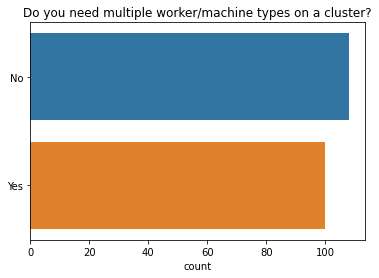 Do you need multiple worker/machine types on a cluster?
No
Yes
0 20 40 60 80 100
count